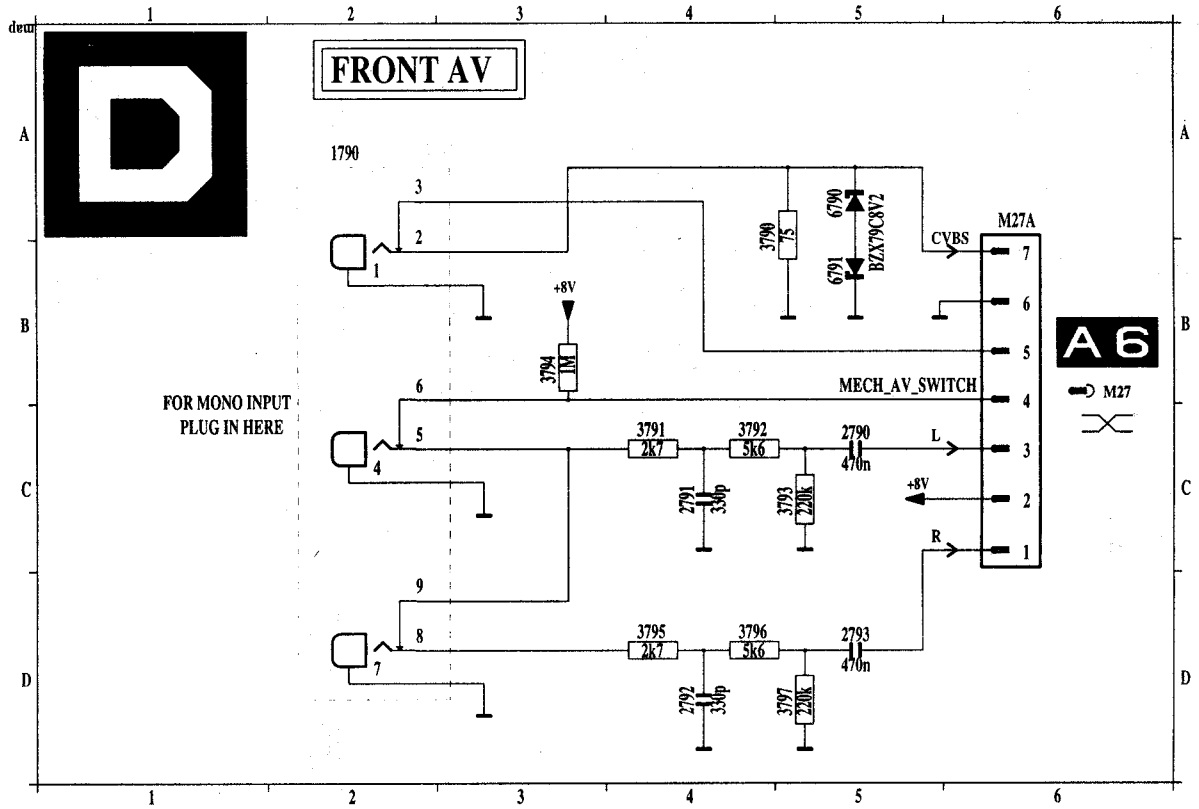 1 2 3 4 5 6
dem
D
FRONT AV
A
A
1790
3
2
1
3790
75
6790
6791
BZX79C8V2
CVBS
M27A
7
6
5
4
3
2
1
B
B
+8V
3794
1M
A6
M27
6
MECH_AV_SWITCH
FOR MONO INPUT
PLUG IN HERE
5
4
3791
2k7
3792
5k6
2790
470n
L
C
C
2791
330p
3793
220k
+8V
R
9
8
7
3795
2k7
3796
5k6
2793
470n
D
D
2792
330p
3797
220k
1 2 3 4 5 6